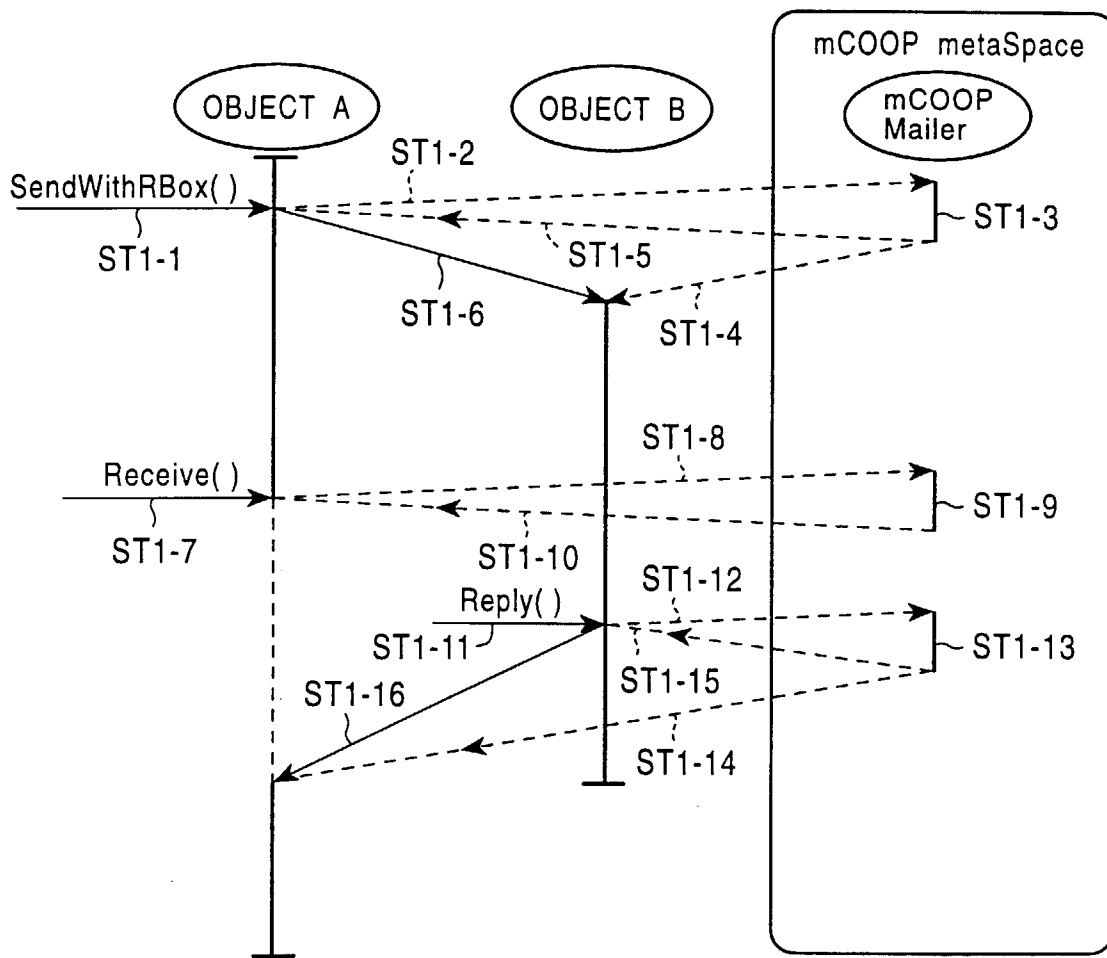 mCOOP metaSpace
OBJECT A
OBJECT B
mCOOP
Mailer
ST1-2
SendWithRBox( )
ST1-3
ST1-1
ST1-5
ST1-6
ST1-4
ST1-8
Receive( )
ST1-9
ST1-7
ST1-10
ST1-12
Reply( )
ST1-11
ST1-13
ST1-15
ST1-16
ST1-14